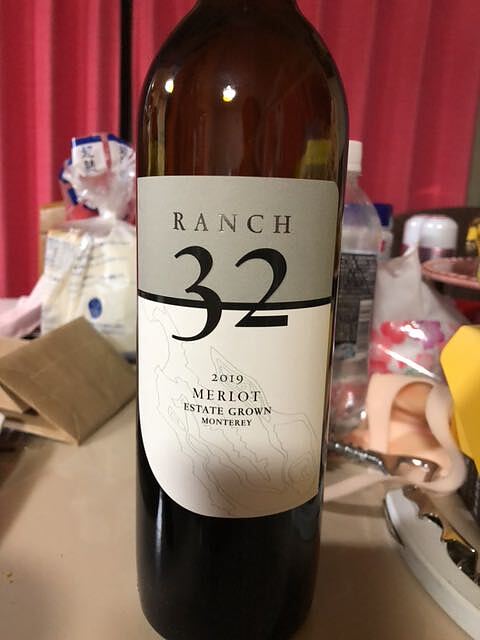 RANCH
32
2019
MERLOT
ESTATE GROWN
MONTEREY